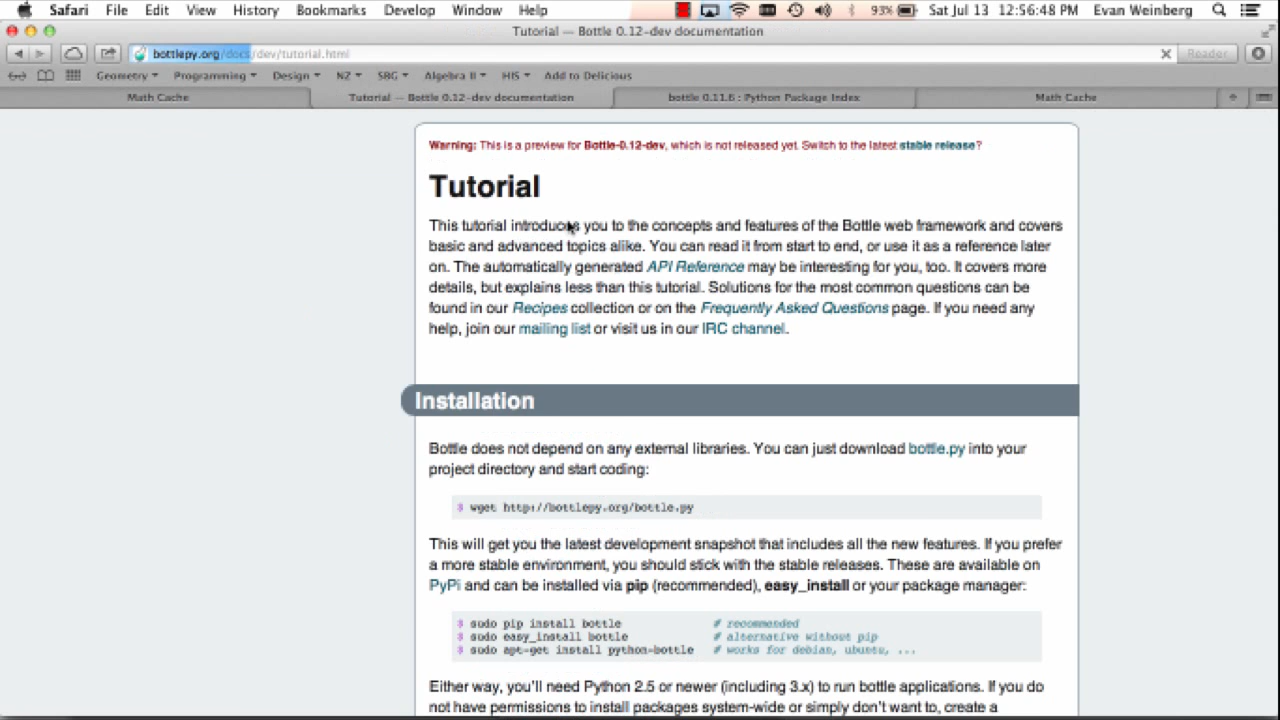 Safari File Edit View History Bookmarks Develop Window Help 93% Sat Jul 13 12:56:48 PM Evan Weinberg
Tutorial — Bottle 0.12-dev documentation
bottlepy.org/docs/dev/tutorial.html Reader
Geometry Programming Design NZ SRG Algebra II HIS Add to Delicious
Math Cache Tutorial — Bottle 0.12-dev documentation bottle 0.11.6 : Python Package Index Math Cache
Warning: This is a preview for Bottle-0.12-dev, which is not released yet. Switch to the latest stable release?
Tutorial
This tutorial introduces you to the concepts and features of the Bottle web framework and covers
basic and advanced topics alike. You can read it from start to end, or use it as a reference later
on. The automatically generated API Reference may be interesting for you, too. It covers more
details, but explains less than this tutorial. Solutions for the most common questions can be
found in our Recipes collection or on the Frequently Asked Questions page. If you need any
help, join our mailing list or visit us in our IRC channel.
Installation
Bottle does not depend on any external libraries. You can just download bottle.py into your
project directory and start coding:
$ wget http://bottlepy.org/bottle.py
This will get you the latest development snapshot that includes all the new features. If you prefer
a more stable environment, you should stick with the stable releases. These are available on
PyPi and can be installed via pip (recommended), easy_install or your package manager:
$ sudo pip install bottle # recommended
$ sudo easy_install bottle # alternative without pip
$ sudo apt-get install python-bottle # works for debian, ubuntu, ...
Either way, you'll need Python 2.5 or newer (including 3.x) to run bottle applications. If you do
not have permissions to install packages system-wide or simply don't want to, create a